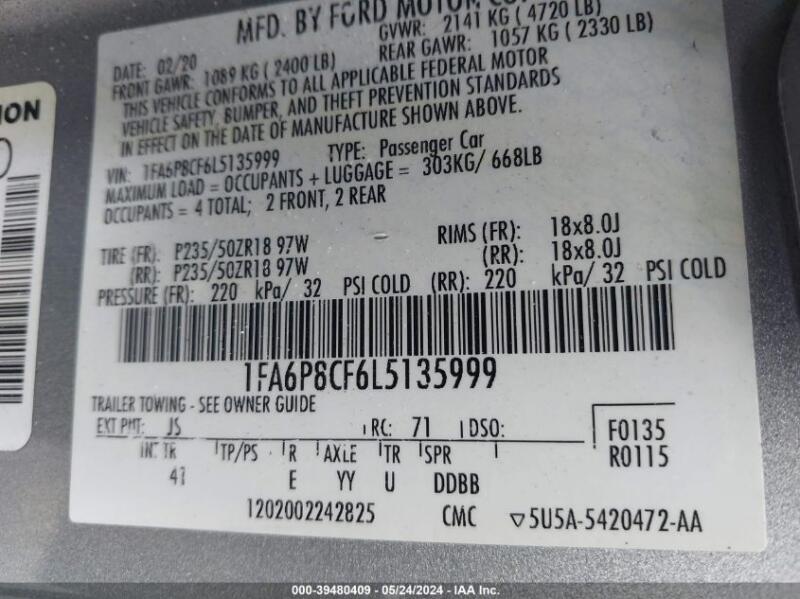 ION
MFD. BY FORD MOTOR CO
GVWR: 2141 KG ( 4720 LB)
DATE: 02/20
REAR GAWR: 1057 KG ( 2330 LB)
FRONT GAWR: 1089 KG ( 2400 LB)
THIS VEHICLE CONFORMS TO ALL APPLICABLE FEDERAL MOTOR
VEHICLE SAFETY, BUMPER, AND THEFT PREVENTION STANDARDS
IN EFFECT ON THE DATE OF MANUFACTURE SHOWN ABOVE.
VIN: 1FA6P8CF6L5135999 TYPE: Passenger Car
MAXIMUM LOAD = OCCUPANTS + LUGGAGE = 303KG/ 668LB
OCCUPANTS = 4 TOTAL; 2 FRONT, 2 REAR
TIRE (FR): P235/50ZR18 97W RIMS (FR): 18x8.0J
(RR): P235/50ZR18 97W (RR): 18x8.0J
PRESSURE (FR): 220 kPa/ 32 PSI COLD (RR): 220 kPa/ 32 PSI COLD
1FA6P8CF6L5135999
TRAILER TOWING - SEE OWNER GUIDE
EXT PNT: JS RC: 71 DSO: F0135
INT TR TP/PS R AXLE TR SPR R0115
41 E YY U DDBB
1202002242825 CMC ▽5U5A-5420472-AA
000-39480409 - 05/24/2024 - IAA Inc.